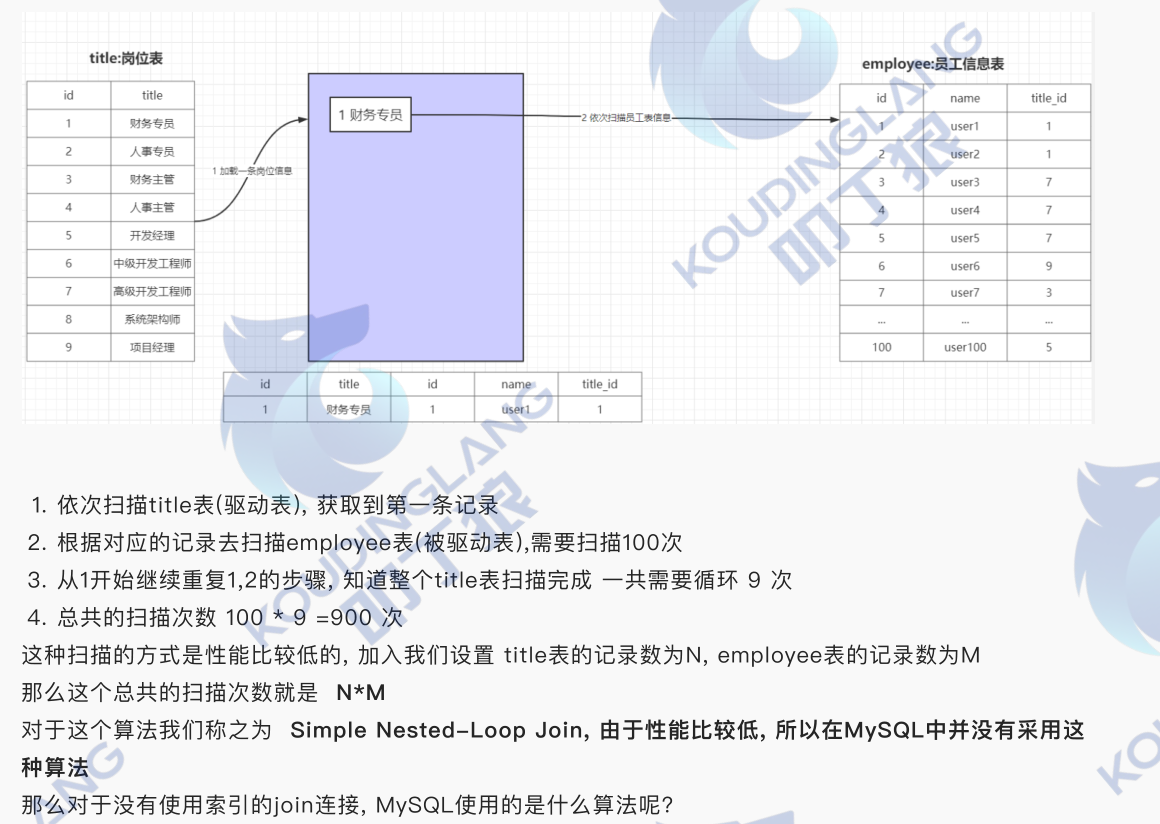 title:岗位表
id title
1 财务专员
2 人事专员
3 财务主管
4 人事主管
5 开发经理
6 中级开发工程师
7 高级开发工程师
8 系统架构师
9 项目经理
1 加载一条岗位信息
1 财务专员
2 依次扫描员工表信息
employee:员工信息表
id name title_id
1 user1 1
2 user2 1
3 user3 7
4 user4 7
5 user5 7
6 user6 9
7 user7 3
... ... ...
100 user100 5
id title id name title_id
1 财务专员 1 user1 1
1. 依次扫描title表(驱动表), 获取到第一条记录
2. 根据对应的记录去扫描employee表(被驱动表),需要扫描100次
3. 从1开始继续重复1,2的步骤, 知道整个title表扫描完成 一共需要循环 9 次
4. 总共的扫描次数 100 * 9 =900 次
这种扫描的方式是性能比较低的, 加入我们设置 title表的记录数为N, employee表的记录数为M
那么这个总共的扫描次数就是 N*M
对于这个算法我们称之为 Simple Nested-Loop Join, 由于性能比较低, 所以在MySQL中并没有采用这
种算法
那么对于没有使用索引的join连接, MySQL使用的是什么算法呢?
KOUDINGLANG
叩丁狼
KOUDINGLANG
叩丁狼
ANG
KO